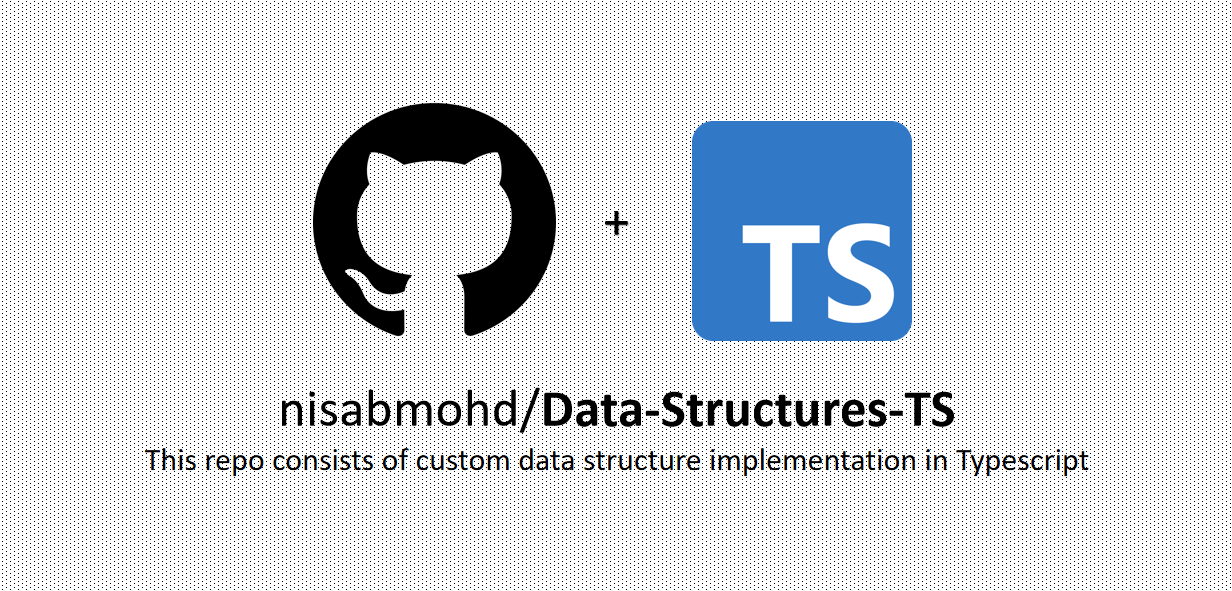 +
TS
nisabmohd/Data-Structures-TS
This repo consists of custom data structure implementation in Typescript